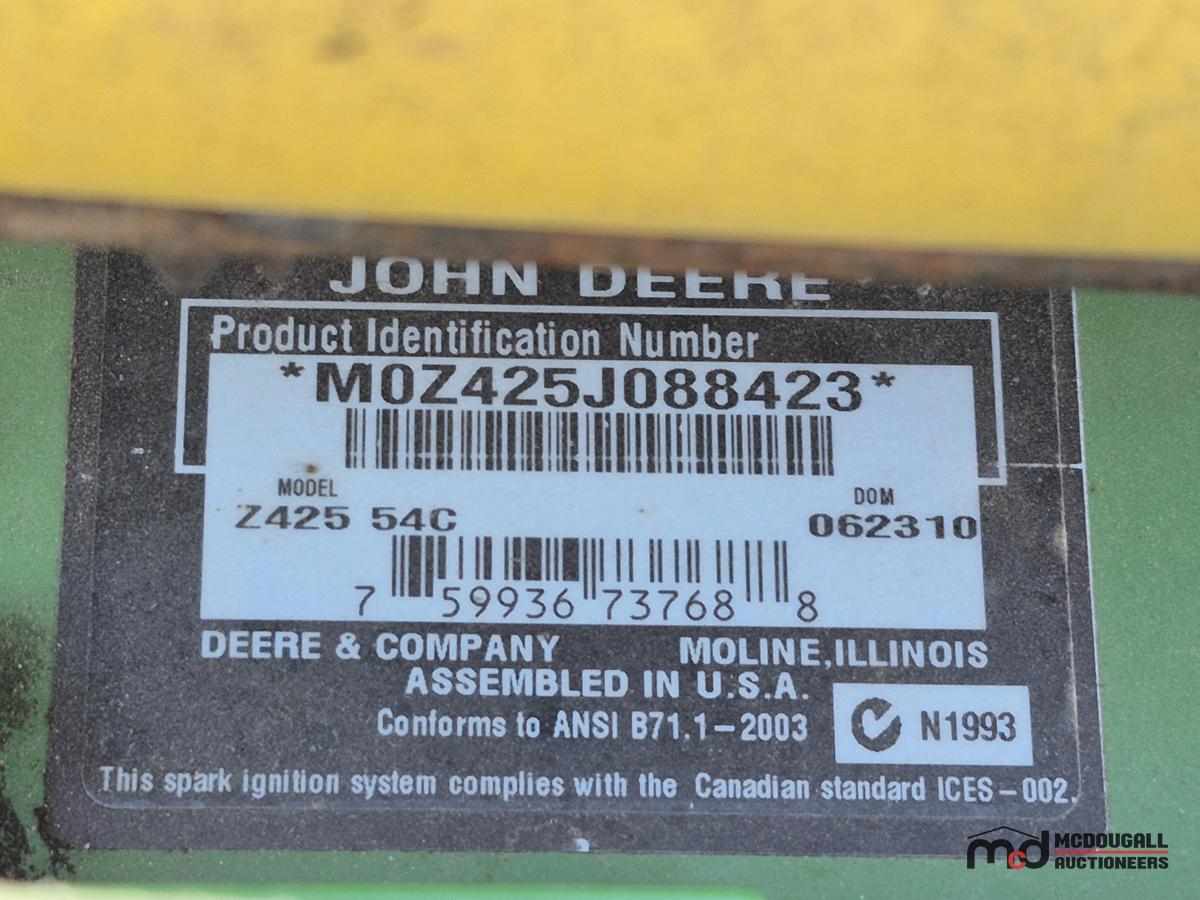 JOHN DEERE
Product Identification Number
*M0Z425J088423*
MODEL
Z425 54C
DOM
062310
7 59936 73768 8
DEERE & COMPANY MOLINE, ILLINOIS
ASSEMBLED IN U.S.A.
Conforms to ANSI B71.1-2003
N1993
This spark ignition system complies with the Canadian standard ICES-002.
mcd MCDOUGALL
AUCTIONEERS